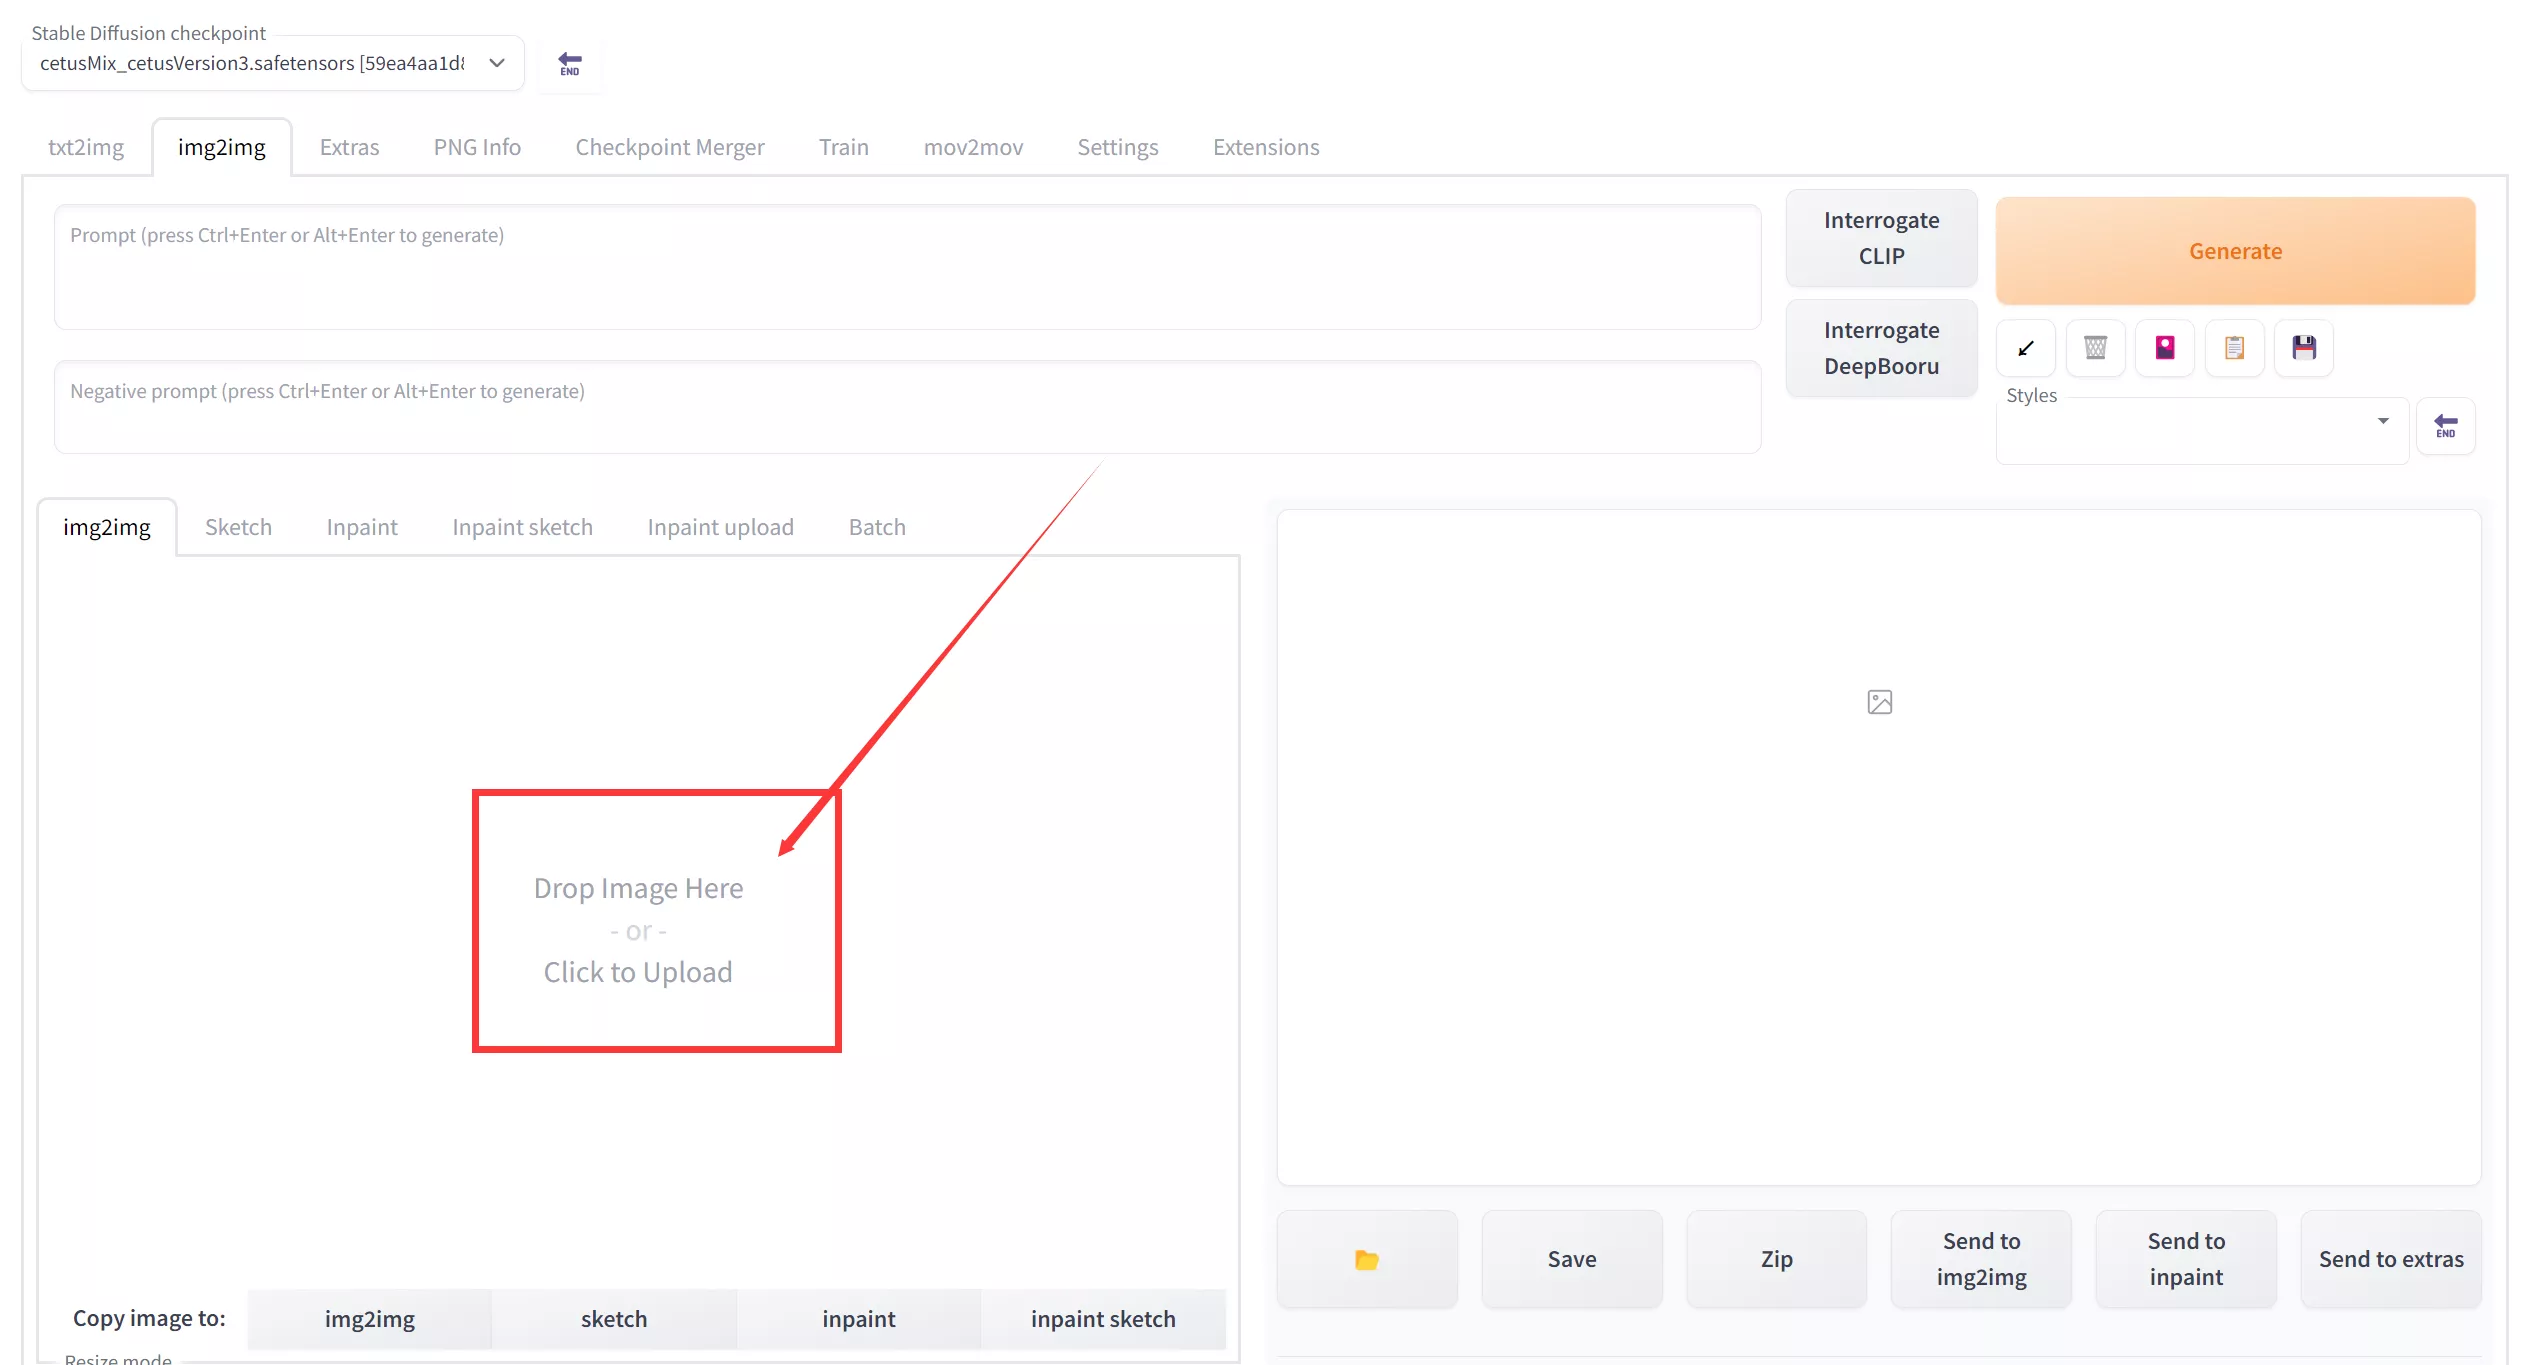 Stable Diffusion checkpoint
cetusMix_cetusVersion3.safetensors [59ea4aa1d
END
txt2img img2img Extras PNG Info Checkpoint Merger Train mov2mov Settings Extensions
Prompt (press Ctrl+Enter or Alt+Enter to generate)
Interrogate
CLIP
Generate
Negative prompt (press Ctrl+Enter or Alt+Enter to generate)
Interrogate
DeepBooru
Styles
END
img2img Sketch Inpaint Inpaint sketch Inpaint upload Batch
Drop Image Here
- or -
Click to Upload
Save
Zip
Send to
img2img
Send to
inpaint
Send to extras
Copy image to: img2img sketch inpaint inpaint sketch
Resize mode